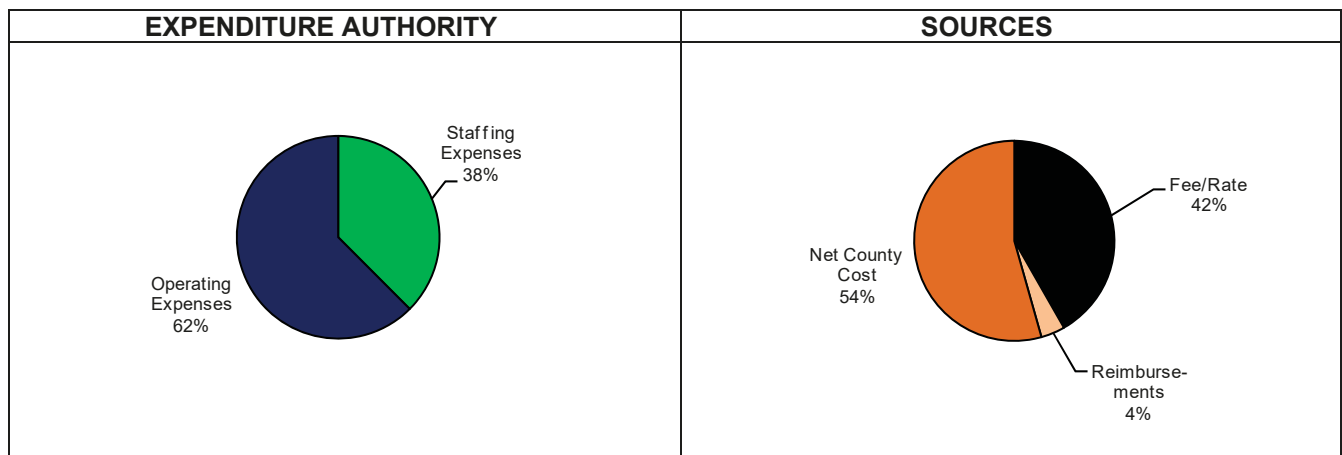 EXPENDITURE AUTHORITY
SOURCES
Staffing
Expenses
38%
Operating
Expenses
62%
Fee/Rate
42%
Net County
Cost
54%
Reimburse-
ments
4%